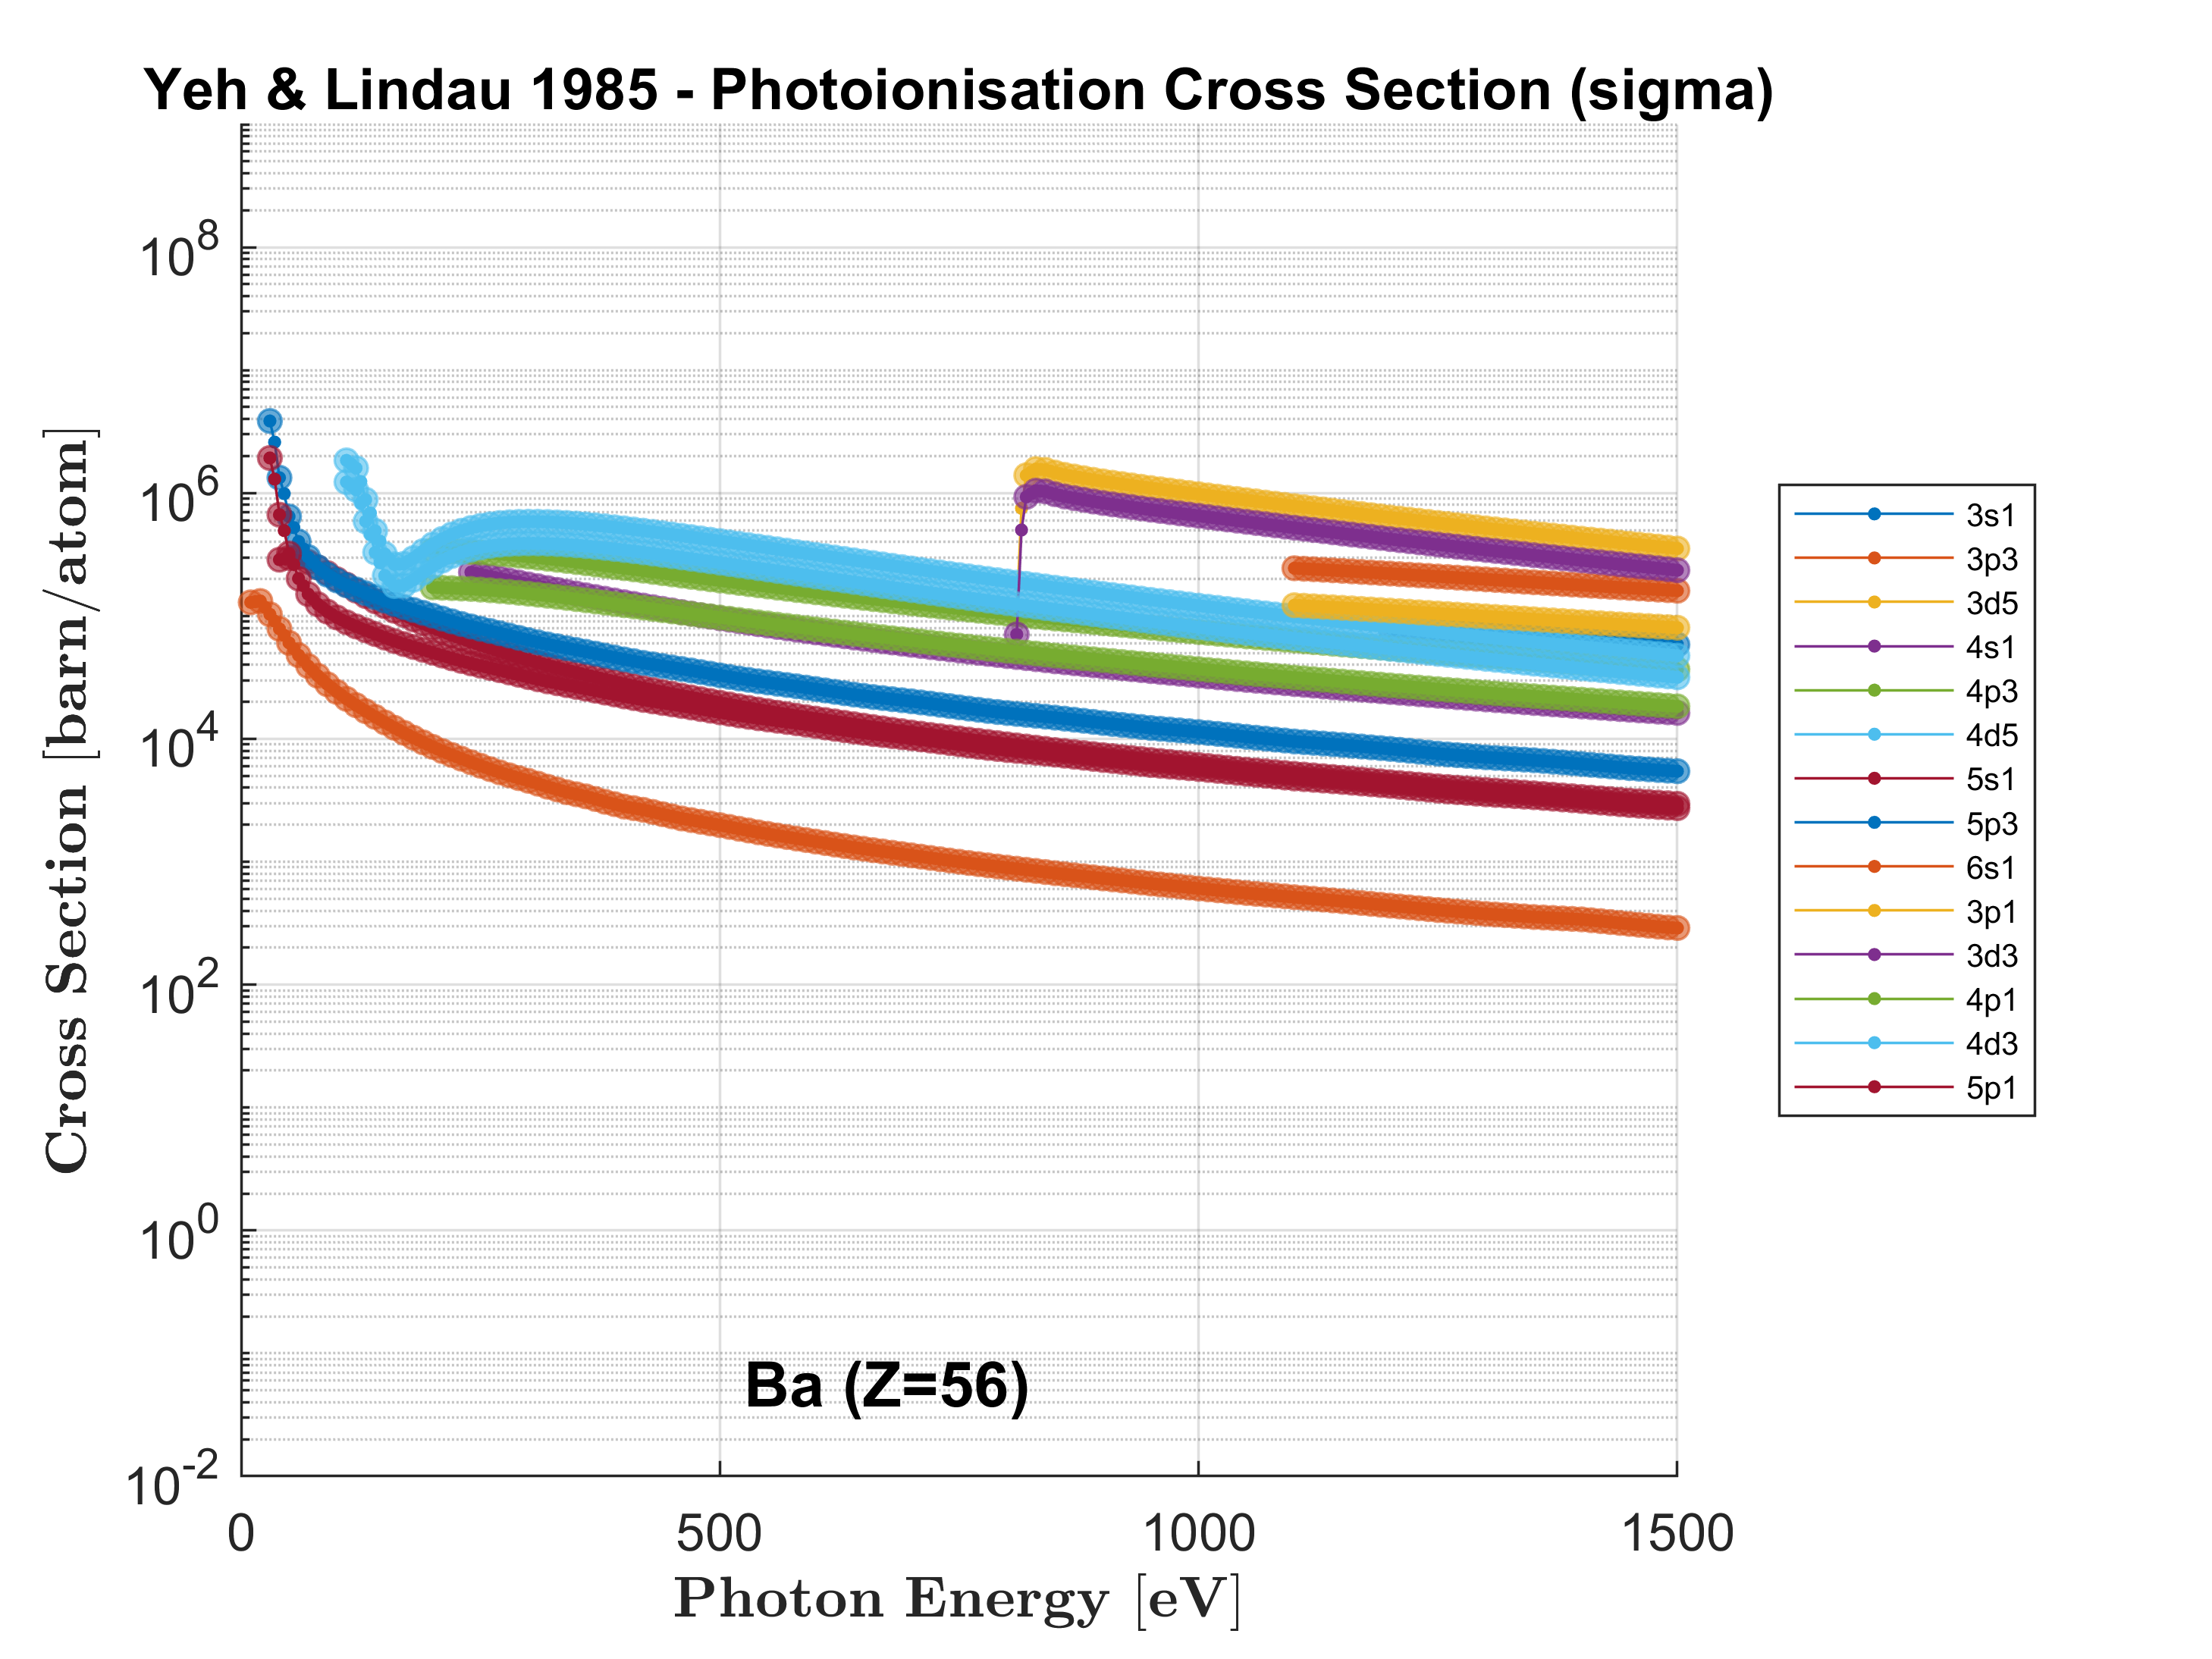 Yeh & Lindau 1985 - Photoionisation Cross Section (sigma)
Cross Section [barn/atom]
10^8
10^6
10^4
10^2
10^0
10^-2
0 500 1000 1500
Photon Energy [eV]
Ba (Z=56)
3s1
3p3
3d5
4s1
4p3
4d5
5s1
5p3
6s1
3p1
3d3
4p1
4d3
5p1